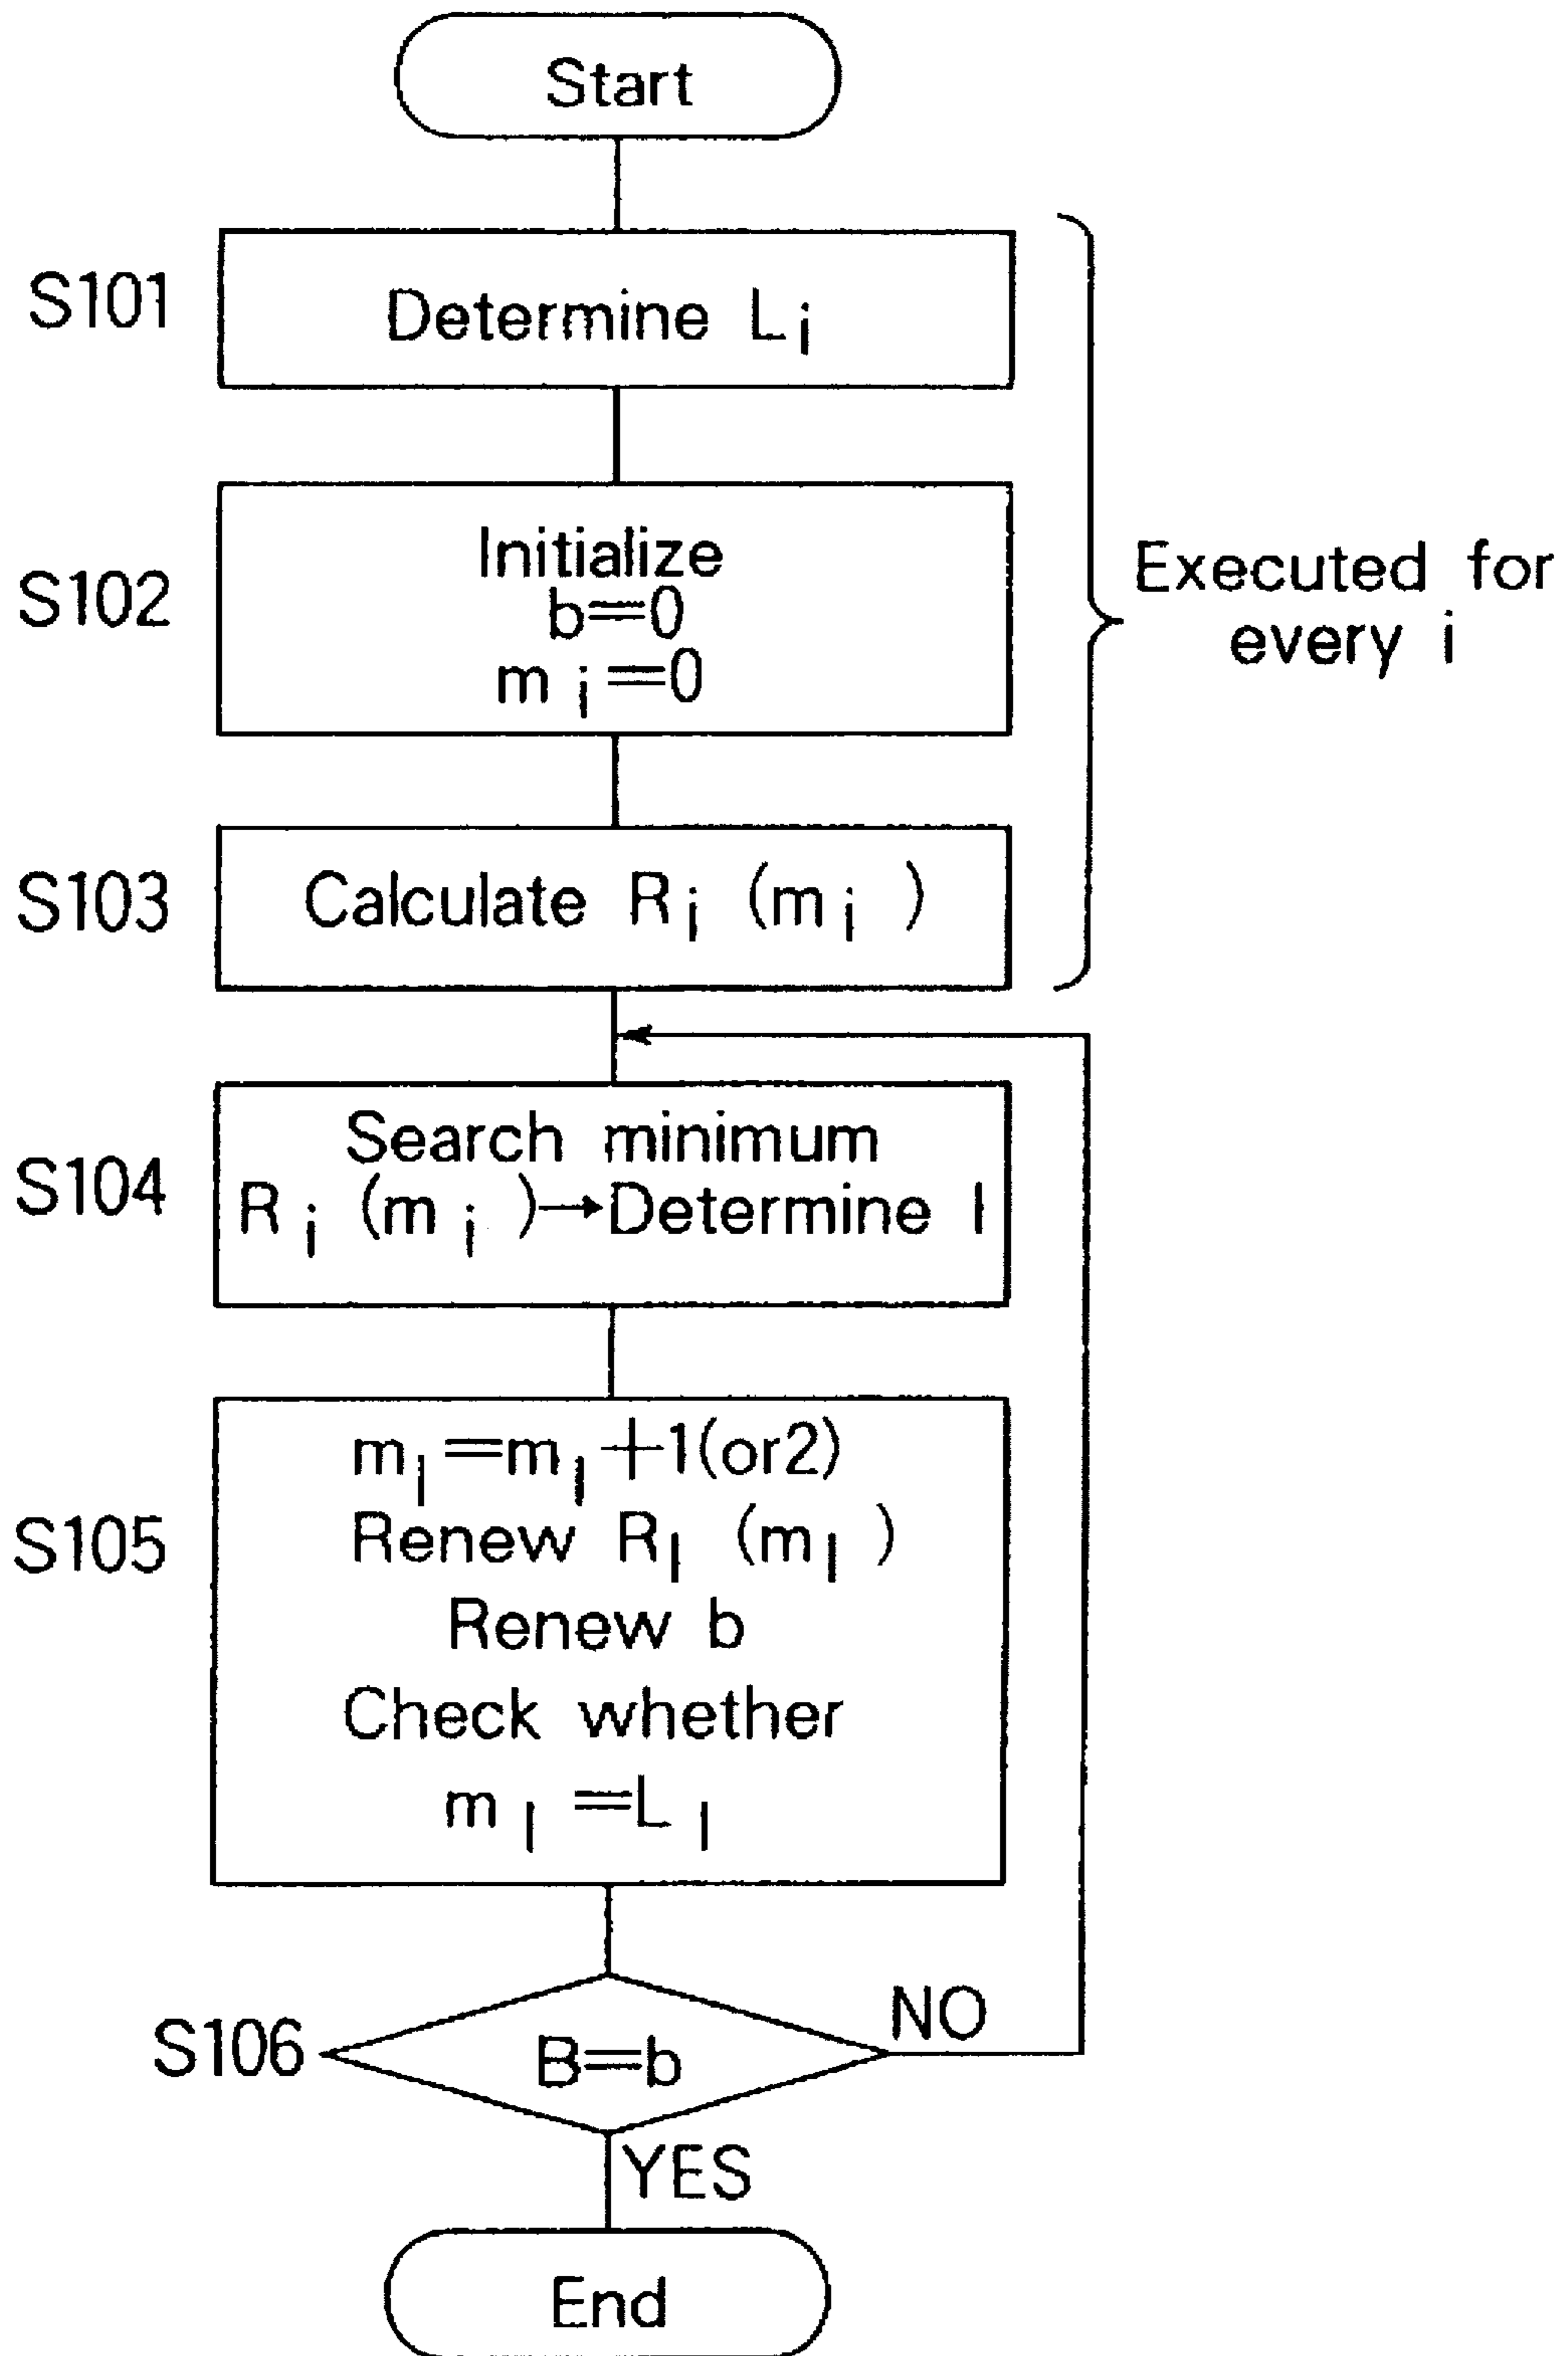 Start
S101
Determine Li
S102
Initialize
b=0
mi=0
Executed for
every i
S103
Calculate Ri (mi)
S104
Search minimum
Ri (mi)→Determine l
S105
ml=ml+1(or2)
Renew Rl (ml)
Renew b
Check whether
ml=Ll
S106
B=b
NO
YES
End